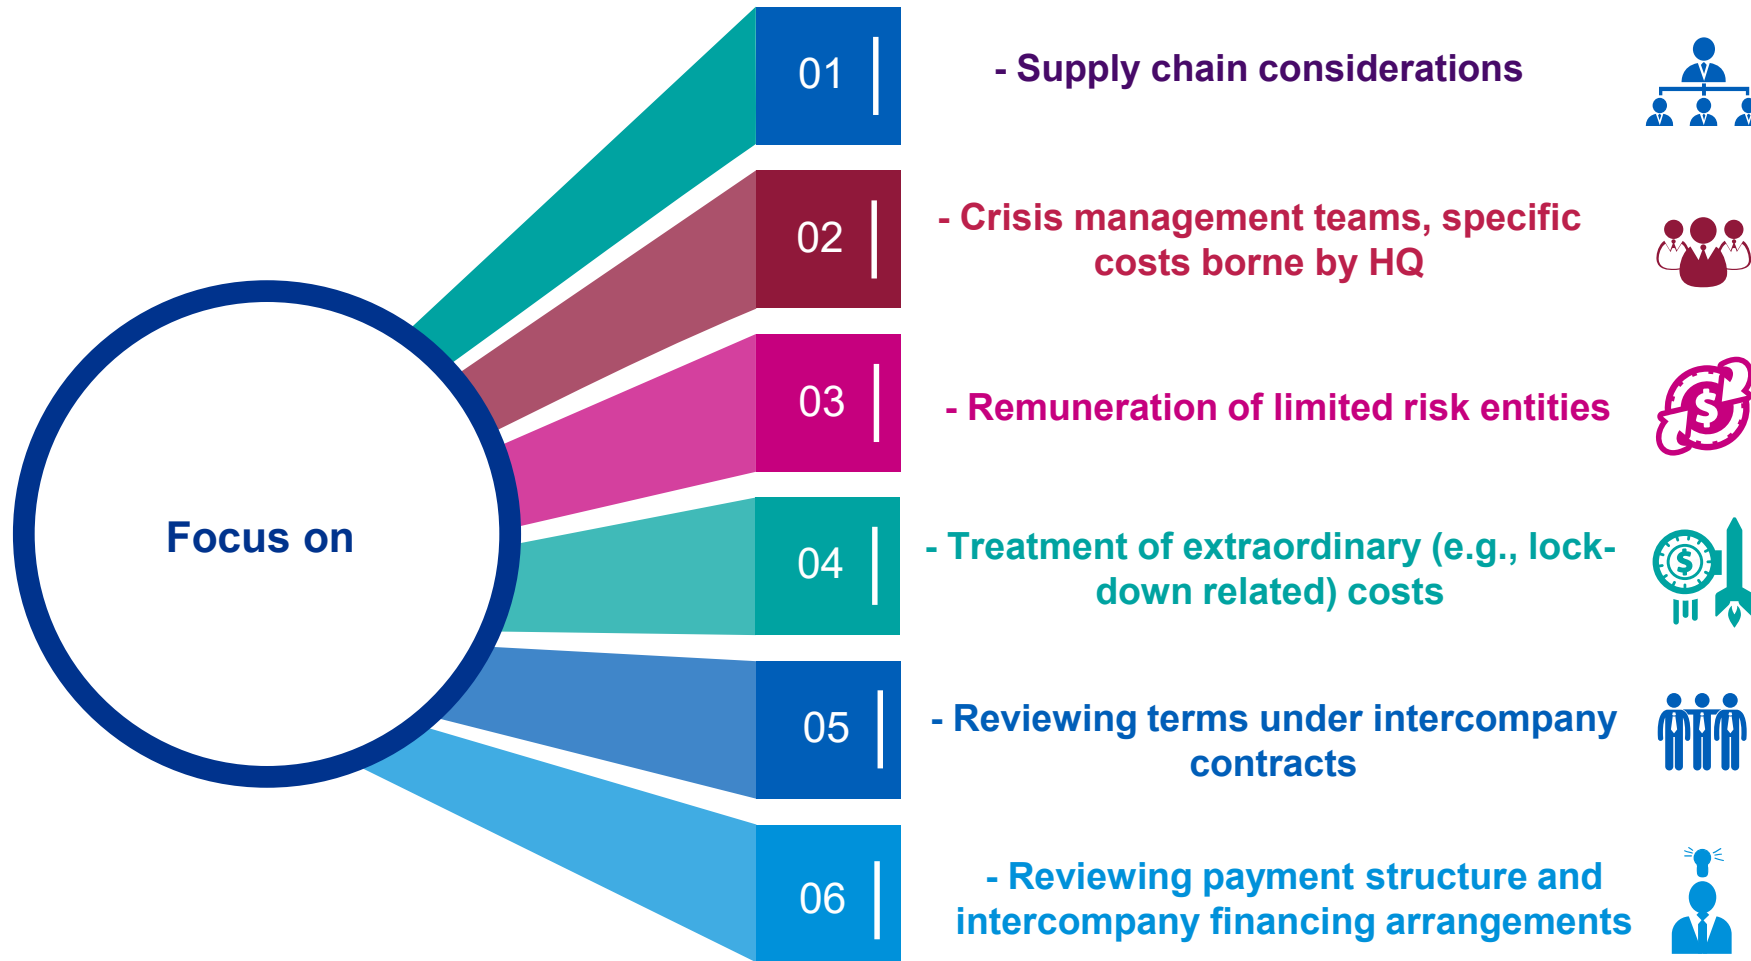 Focus on
01
- Supply chain considerations
02
- Crisis management teams, specific
costs borne by HQ
03
- Remuneration of limited risk entities
$
04
- Treatment of extraordinary (e.g., lock-
down related) costs
$
05
- Reviewing terms under intercompany
contracts
06
- Reviewing payment structure and
intercompany financing arrangements